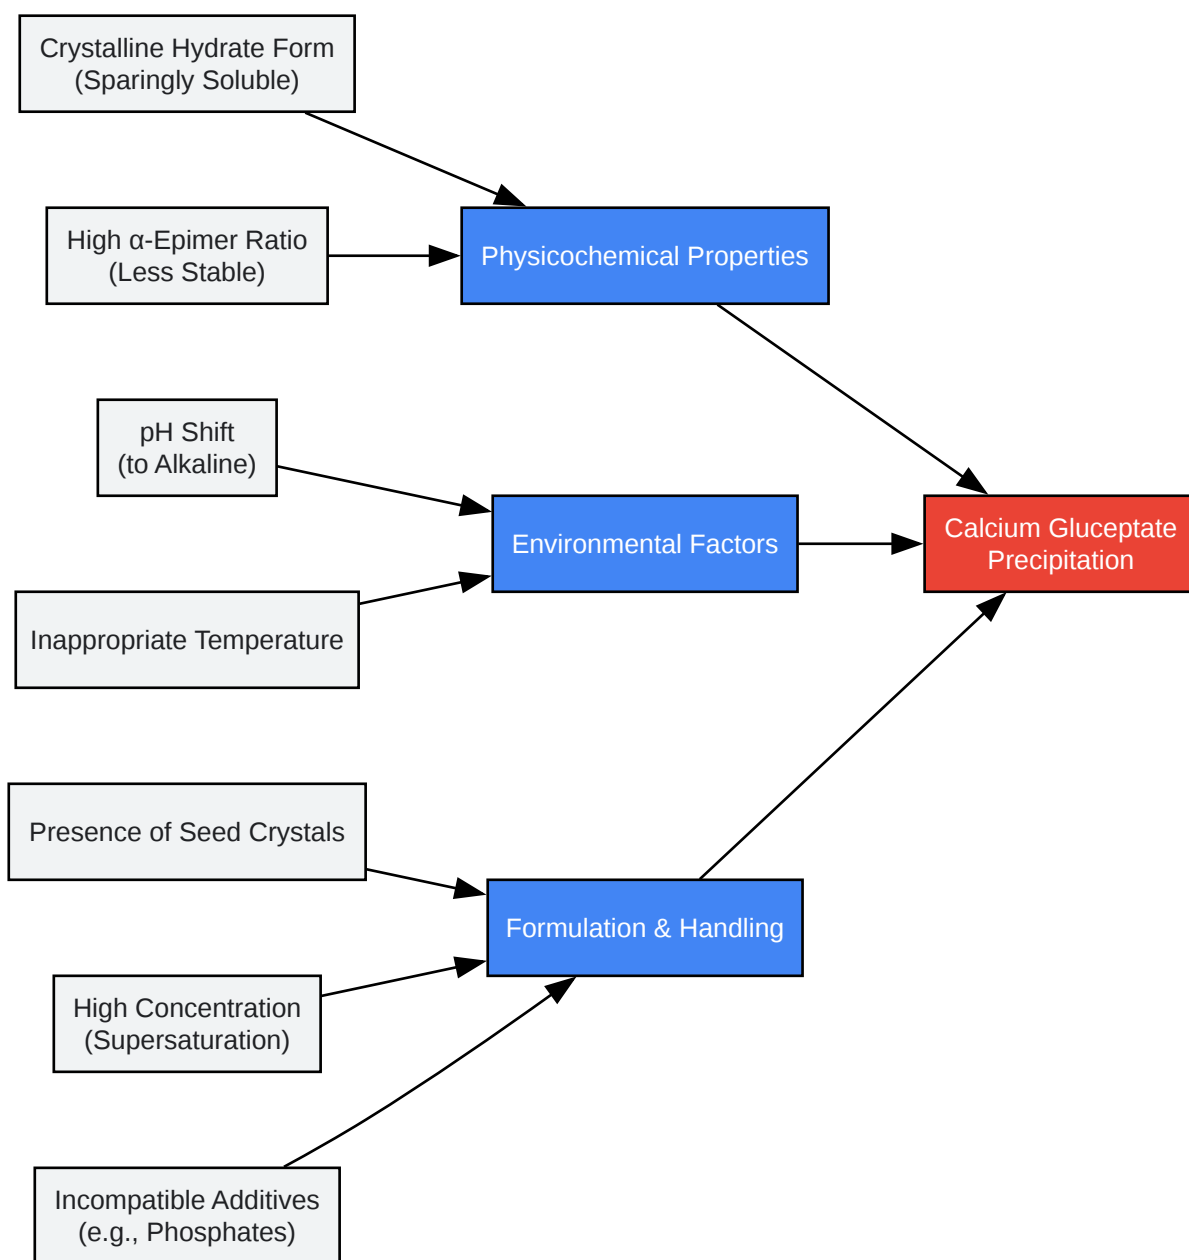 Crystalline Hydrate Form
(Sparingly Soluble)
High α-Epimer Ratio
(Less Stable)
Physicochemical Properties
pH Shift
(to Alkaline)
Environmental Factors
Calcium Gluceptate
Precipitation
Inappropriate Temperature
Presence of Seed Crystals
Formulation & Handling
High Concentration
(Supersaturation)
Incompatible Additives
(e.g., Phosphates)